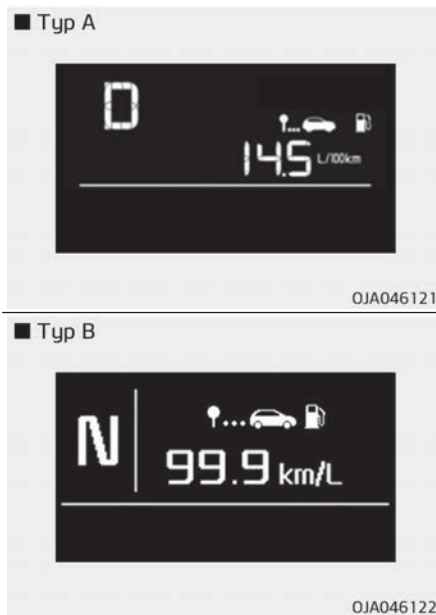 ■ Typ A
D
14.5 L/100km
OJA046121
■ Typ B
N
99.9 km/L
OJA046122